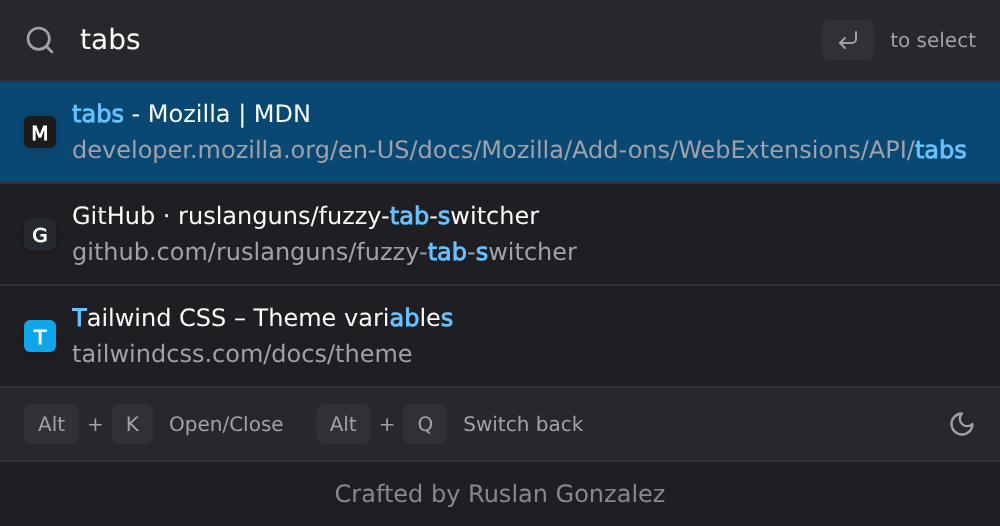 tabs
to select
M
tabs - Mozilla | MDN
developer.mozilla.org/en-US/docs/Mozilla/Add-ons/WebExtensions/API/tabs
G
GitHub · ruslanguns/fuzzy-tab-switcher
github.com/ruslanguns/fuzzy-tab-switcher
T
Tailwind CSS – Theme variables
tailwindcss.com/docs/theme
Alt + K Open/Close Alt + Q Switch back
Crafted by Ruslan Gonzalez